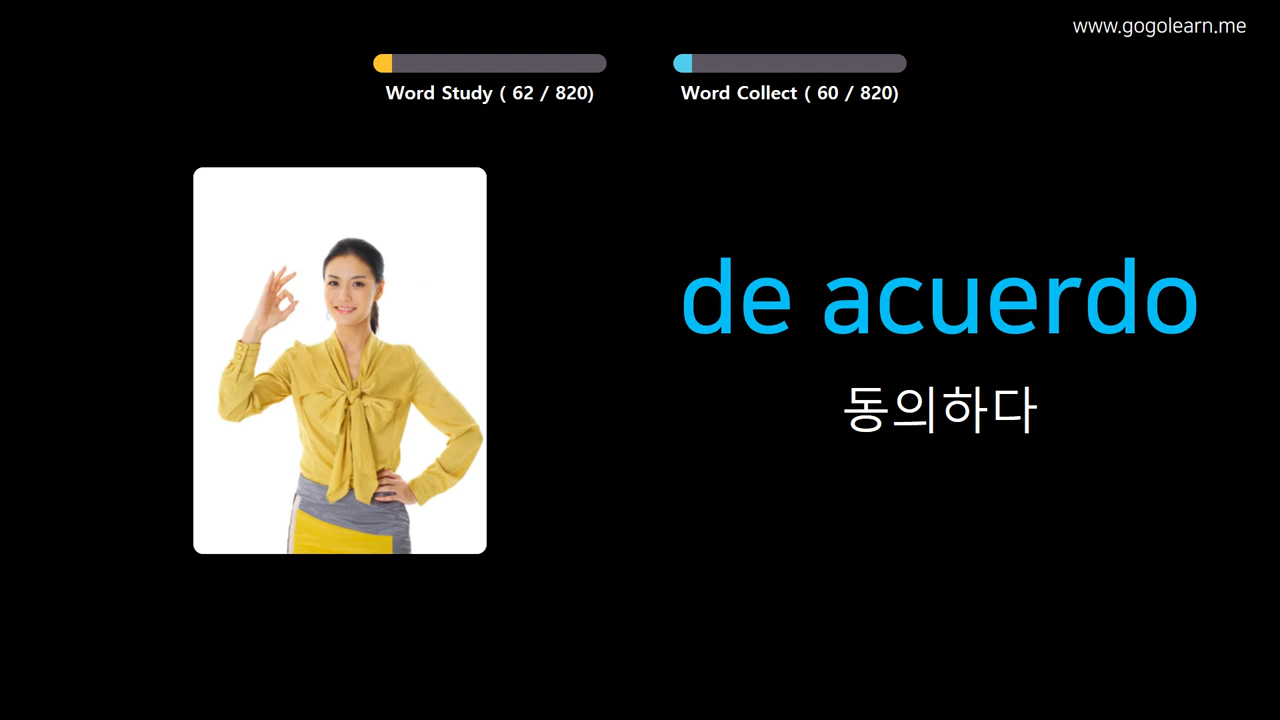 www.gogolearn.me
Word Study ( 62 / 820)
Word Collect ( 60 / 820)
de acuerdo
동의하다